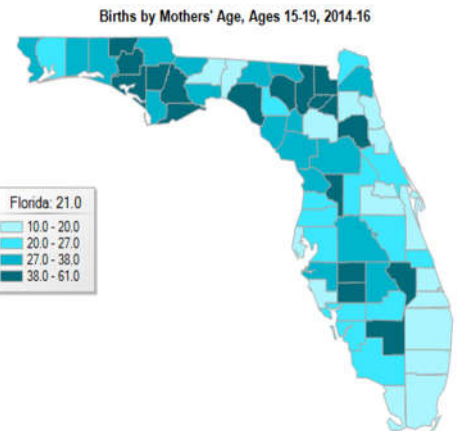 Births by Mothers' Age, Ages 15-19, 2014-16
Florida: 21.0
10.0 - 20.0
20.0 - 27.0
27.0 - 38.0
38.0 - 61.0